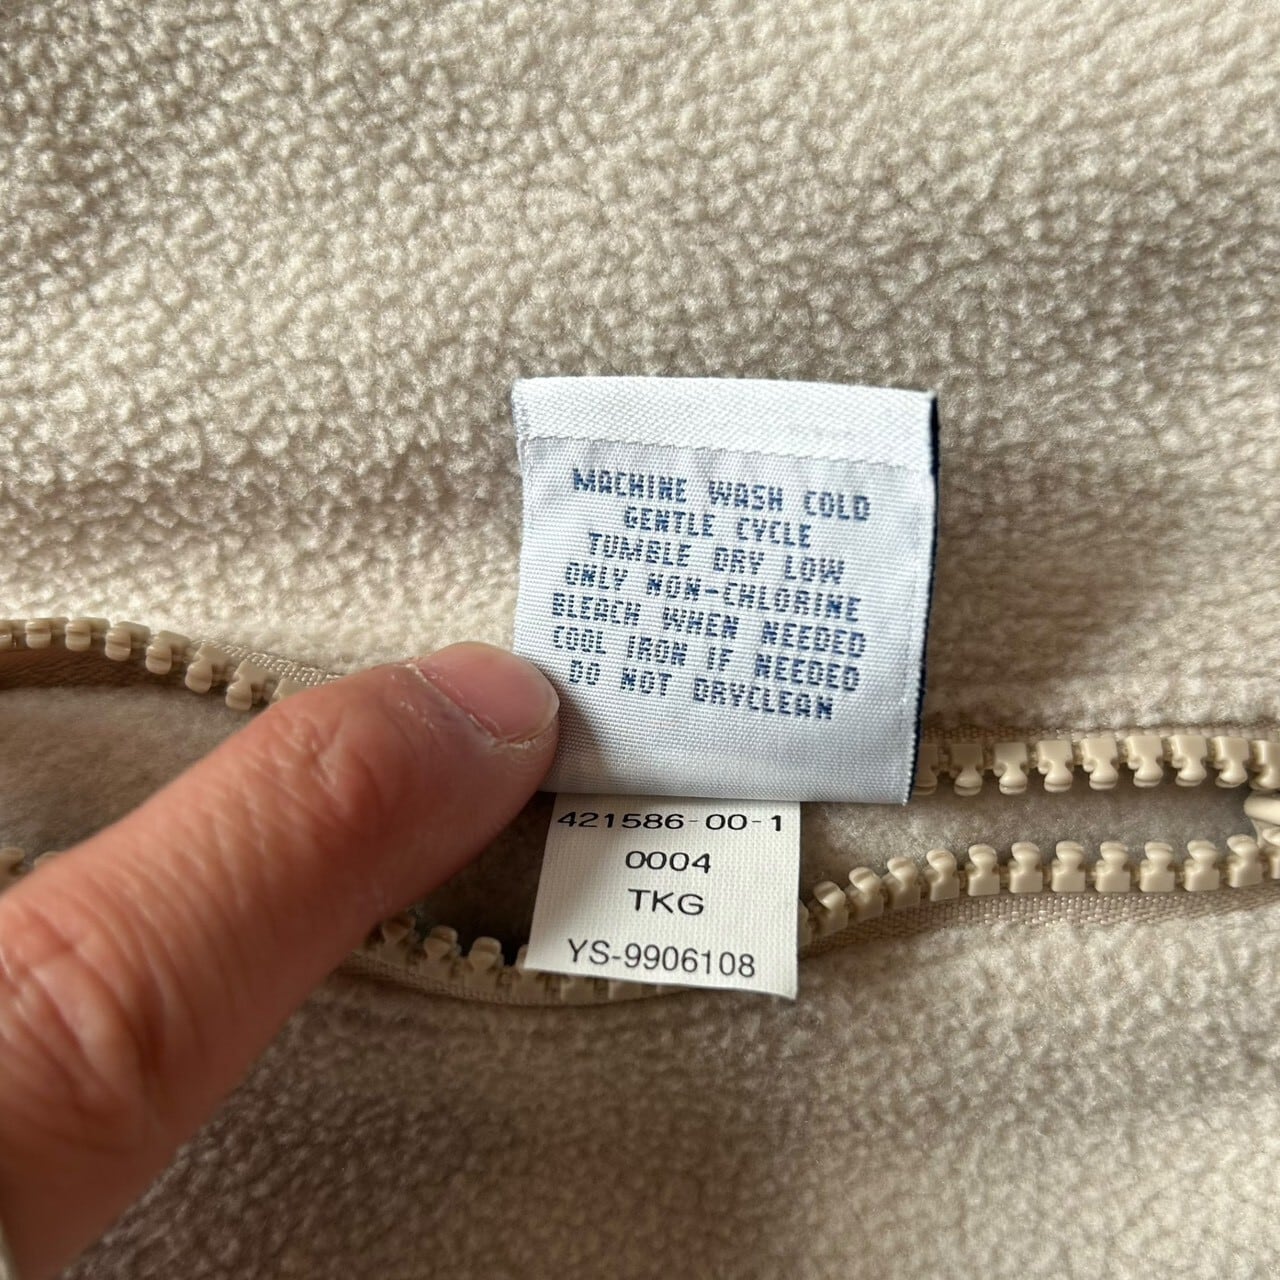 MACHINE WASH COLD
GENTLE CYCLE
TUMBLE DRY LOW
ONLY NON-CHLORINE
BLEACH WHEN NEEDED
COOL IRON IF NEEDED
DO NOT DRYCLEAN
421586-00-1
0004
TKG
YS-9906108